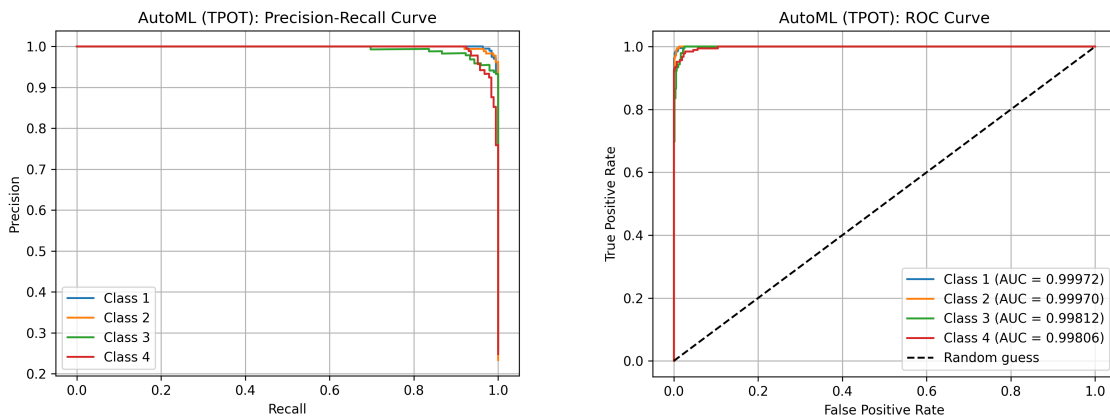 AutoML (TPOT): Precision-Recall Curve
1.0
0.9
0.8
0.7
0.6
0.5
0.4
0.3
0.2
Precision
Class 1
Class 2
Class 3
Class 4
0.0 0.2 0.4 0.6 0.8 1.0
Recall
AutoML (TPOT): ROC Curve
1.0
0.8
0.6
0.4
0.2
0.0
True Positive Rate
Class 1 (AUC = 0.99972)
Class 2 (AUC = 0.99970)
Class 3 (AUC = 0.99812)
Class 4 (AUC = 0.99806)
Random guess
0.0 0.2 0.4 0.6 0.8 1.0
False Positive Rate